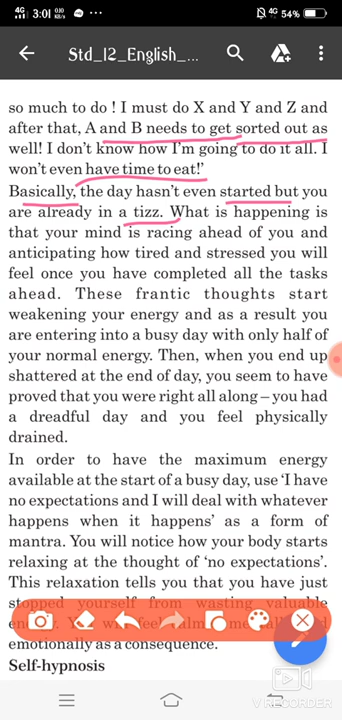 4G 3:01 0.10 KB/s 4G 54%
Std_12_English_...
so much to do ! I must do X and Y and Z and
after that, A and B needs to get sorted out as
well! I don't know how I'm going to do it all. I
won't even have time to eat!'
Basically, the day hasn't even started but you
are already in a tizz. What is happening is
that your mind is racing ahead of you and
anticipating how tired and stressed you will
feel once you have completed all the tasks
ahead. These frantic thoughts start
weakening your energy and as a result you
are entering into a busy day with only half of
your normal energy. Then, when you end up
shattered at the end of day, you seem to have
proved that you were right all along – you had
a dreadful day and you feel physically
drained.
In order to have the maximum energy
available at the start of a busy day, use 'I have
no expectations and I will deal with whatever
happens when it happens' as a form of
mantra. You will notice how your body starts
relaxing at the thought of 'no expectations'.
This relaxation tells you that you have just
stopped yourself from wasting valuable
emotionally as a consequence.
Self-hypnosis
VRECORDER